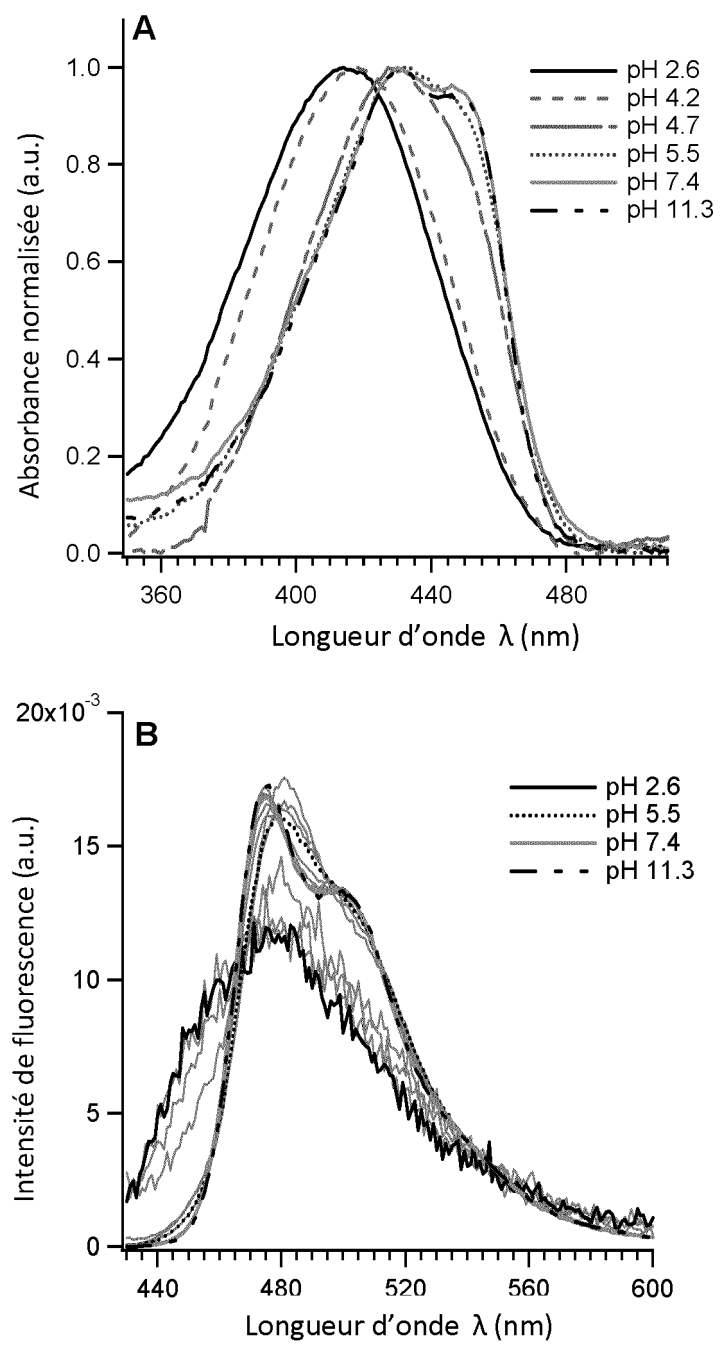 A
1.0
0.8
0.6
0.4
0.2
0.0
Absorbance normalisée (a.u.)
pH 2.6
pH 4.2
pH 4.7
pH 5.5
pH 7.4
pH 11.3
360 400 440 480
Longueur d’onde λ (nm)
B
20x10-3
15
10
5
0
Intensité de fluorescence (a.u.)
pH 2.6
pH 5.5
pH 7.4
pH 11.3
440 480 520 560 600
Longueur d’onde λ (nm)